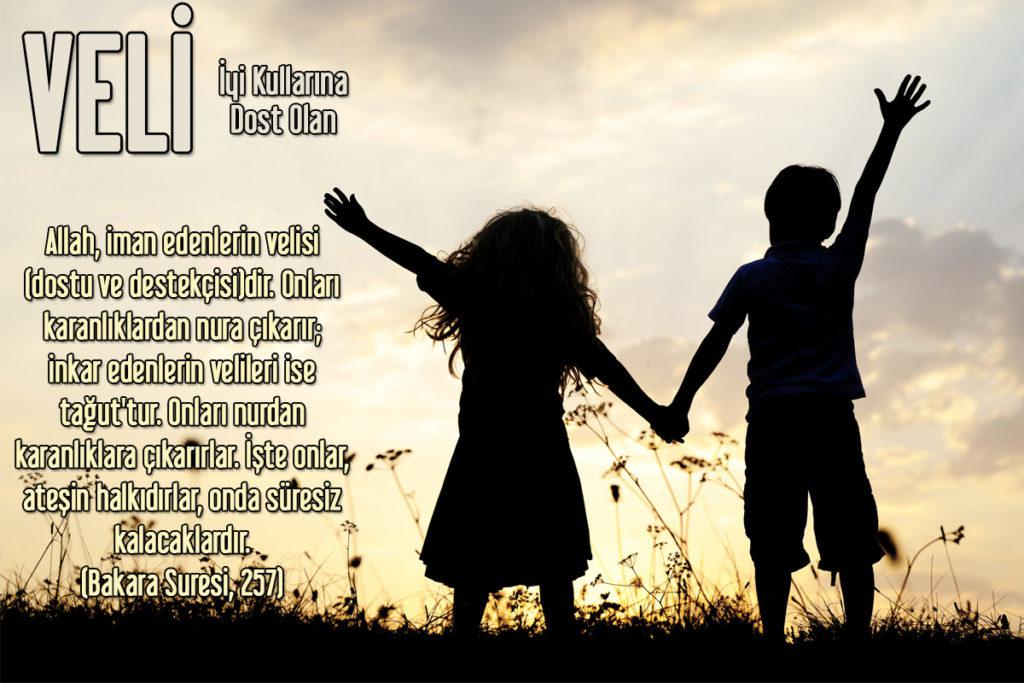 VELİ
İyi Kullarına
Dost Olan
Allah, iman edenlerin velisi
(dostu ve destekçisi)dir. Onları
karanlıklardan nura çıkarır;
inkar edenlerin velileri ise
tağut'tur. Onları nurdan
karanlıklara çıkarırlar. İşte onlar,
ateşin halkıdırlar, onda süresiz
kalacaklardır.
(Bakara Suresi, 257)